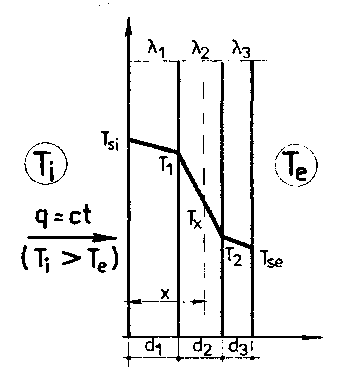 λ1 λ2 λ3
Tsi
Ti T1 Te
q = ct Tx
(Ti > Te) T2 Tse
x
d1 d2 d3